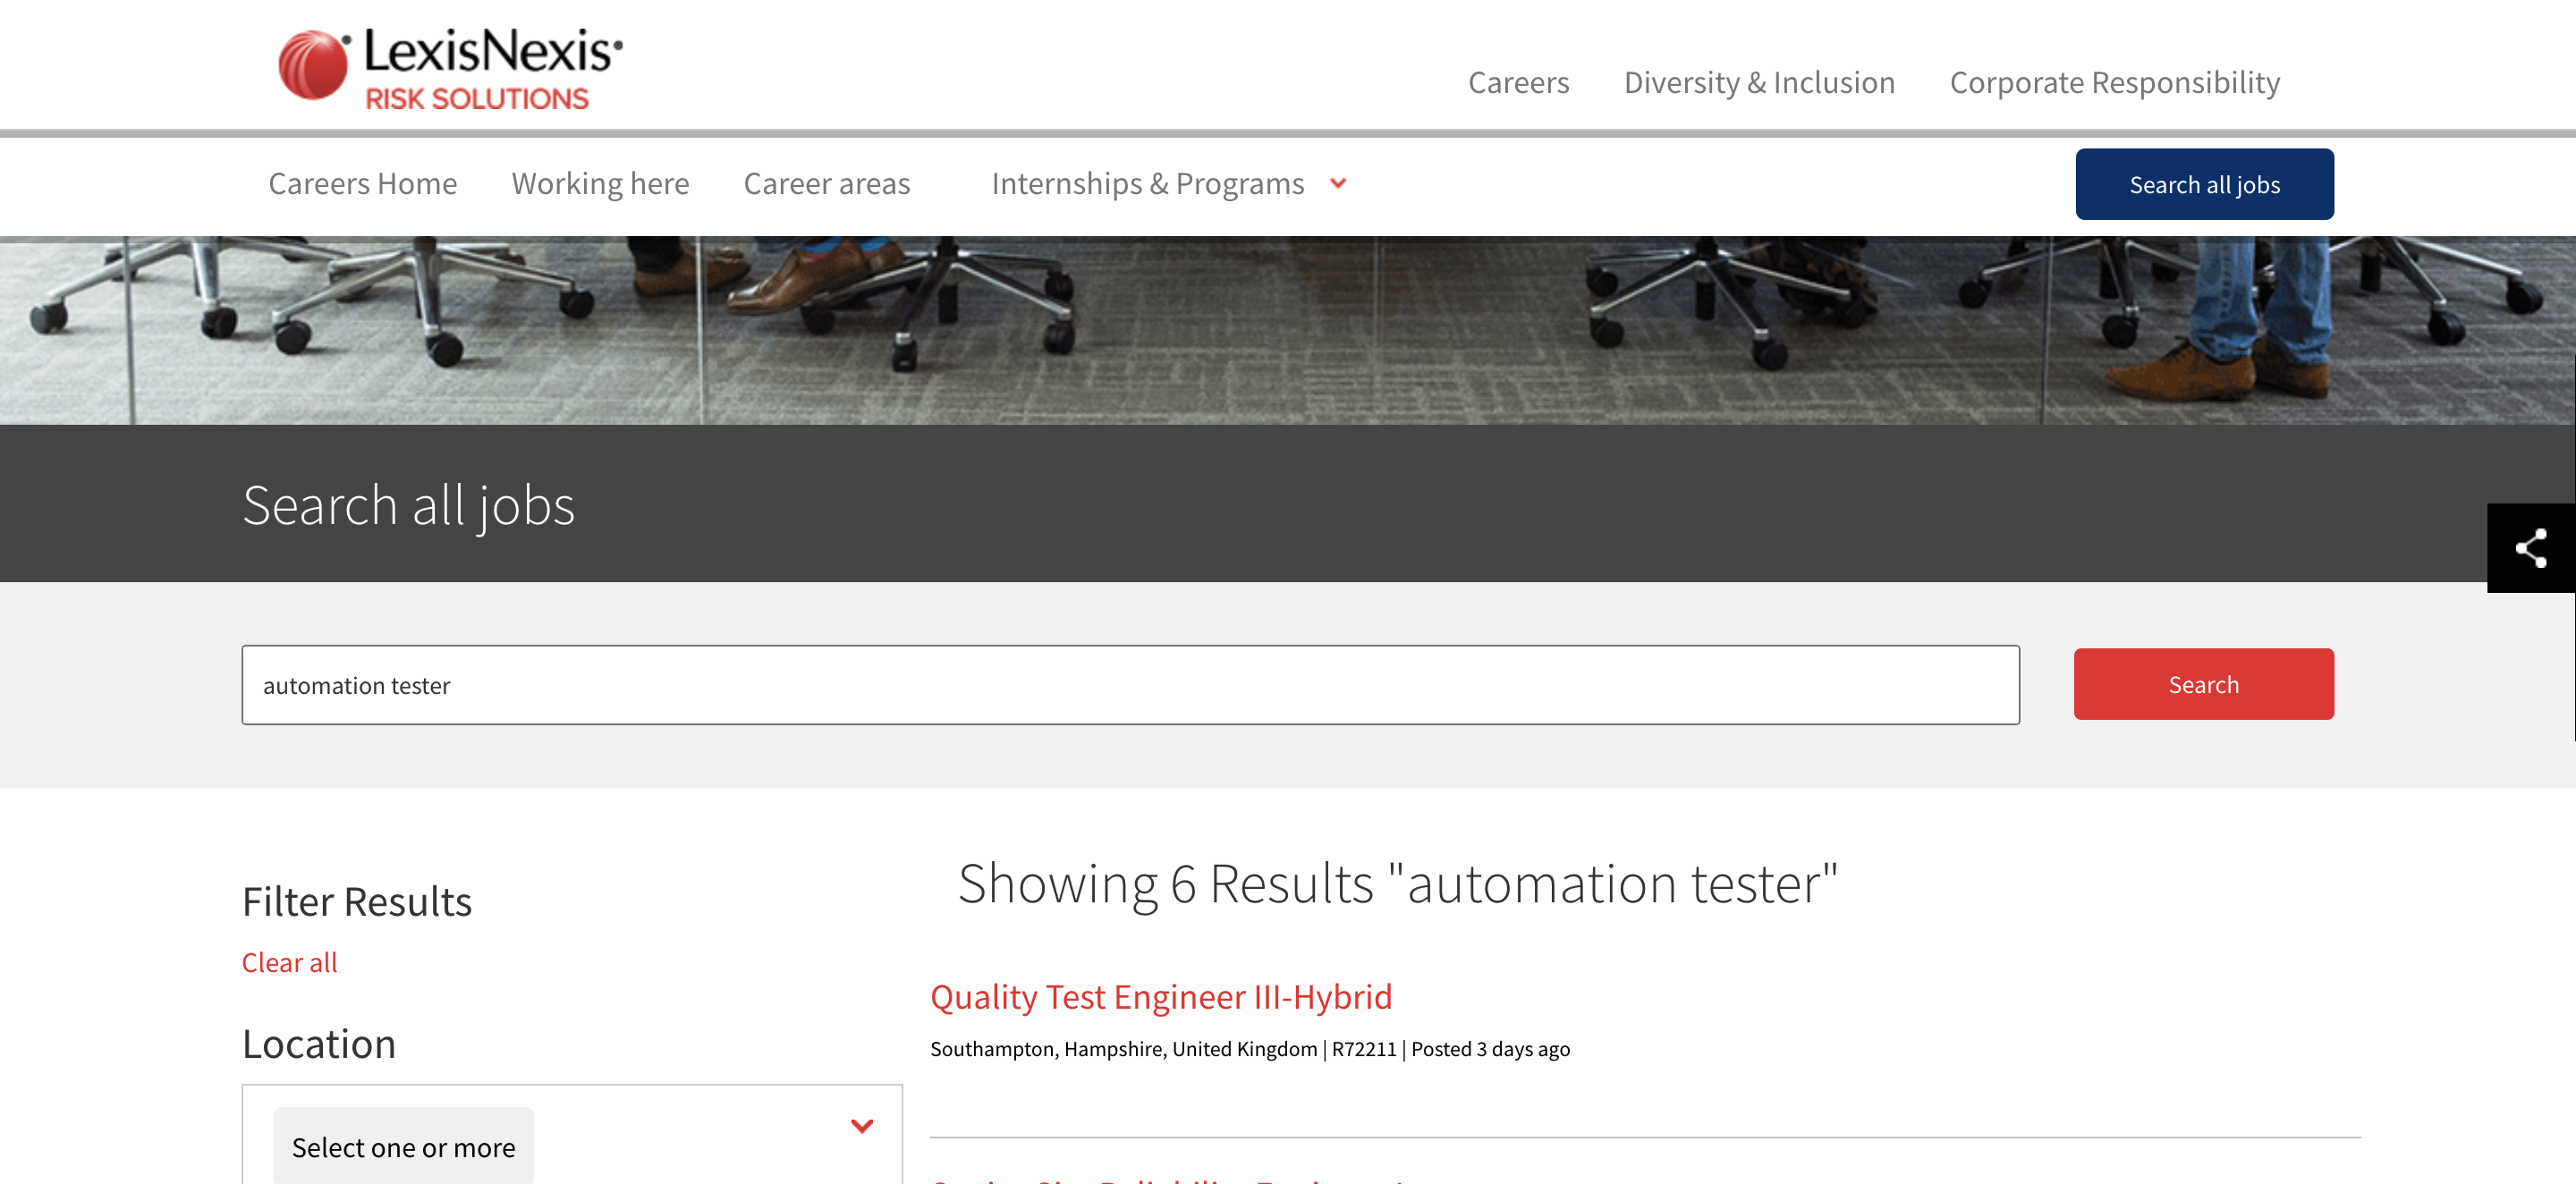 LexisNexis
RISK SOLUTIONS
Careers Diversity & Inclusion Corporate Responsibility
Careers Home Working here Career areas Internships & Programs
Search all jobs
Search all jobs
automation tester
Search
Filter Results
Clear all
Location
Select one or more
Showing 6 Results "automation tester"
Quality Test Engineer III-Hybrid
Southampton, Hampshire, United Kingdom | R72211 | Posted 3 days ago